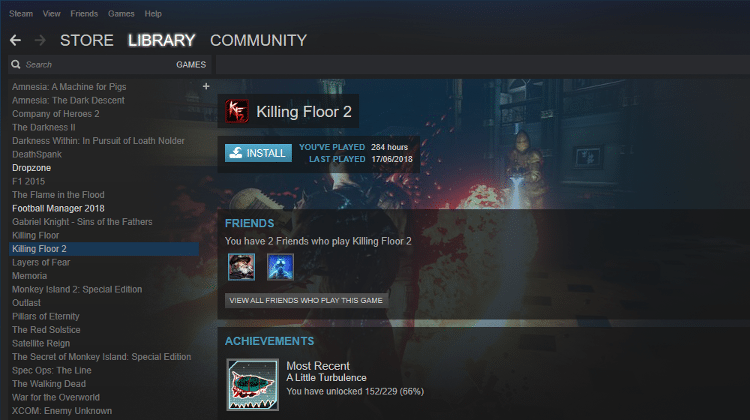 Steam View Friends Games Help
STORE LIBRARY COMMUNITY
Search GAMES
Amnesia: A Machine for Pigs
Amnesia: The Dark Descent
Company of Heroes 2
The Darkness II
Darkness Within: In Pursuit of Loath Nolder
DeathSpank
Dropzone
F1 2015
The Flame in the Flood
Football Manager 2018
Gabriel Knight - Sins of the Fathers
Killing Floor
Killing Floor 2
Layers of Fear
Memoria
Monkey Island 2: Special Edition
Outlast
Pillars of Eternity
The Red Solstice
Satellite Reign
The Secret of Monkey Island: Special Edition
Spec Ops: The Line
The Walking Dead
War for the Overworld
XCOM: Enemy Unknown
+
KF2
Killing Floor 2
INSTALL
YOU'VE PLAYED 284 hours
LAST PLAYED 17/06/2018
FRIENDS
You have 2 Friends who play Killing Floor 2
VIEW ALL FRIENDS WHO PLAY THIS GAME
ACHIEVEMENTS
Most Recent
A Little Turbulence
You have unlocked 152/229 (66%)